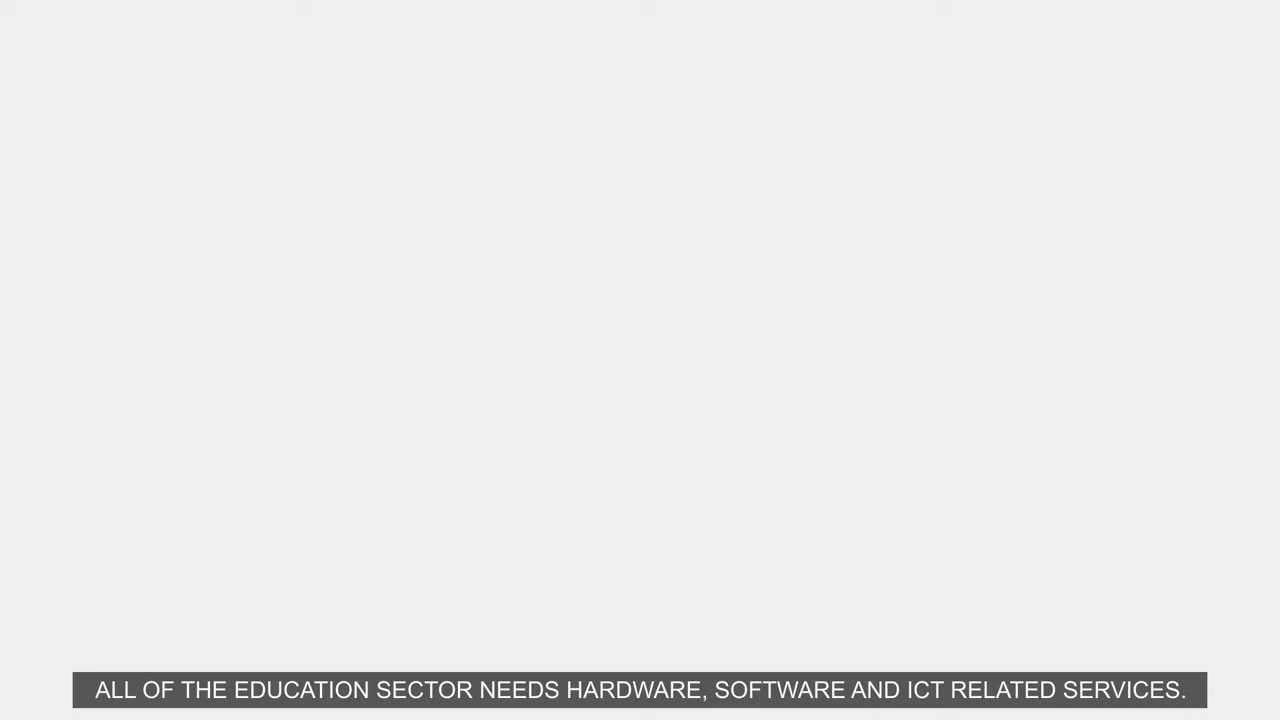 ALL OF THE EDUCATION SECTOR NEEDS HARDWARE, SOFTWARE AND ICT RELATED SERVICES.